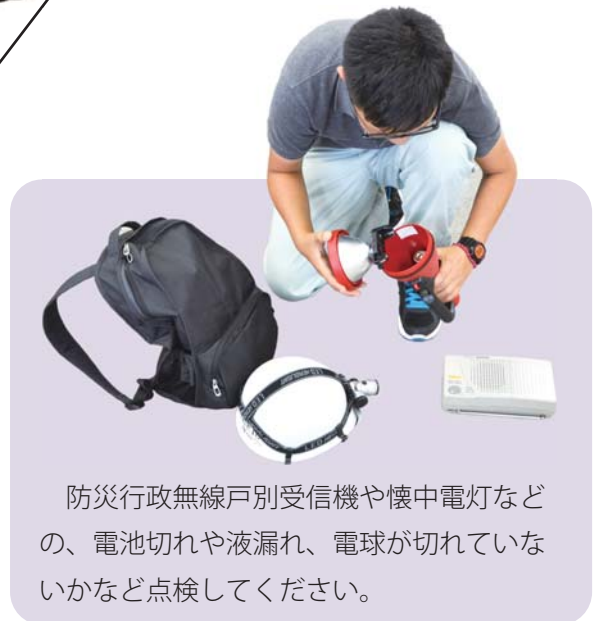 LED HEADLIGHT
防災行政無線戸別受信機や懐中電灯など
の、電池切れや液漏れ、電球が切れていな
いかなど点検してください。